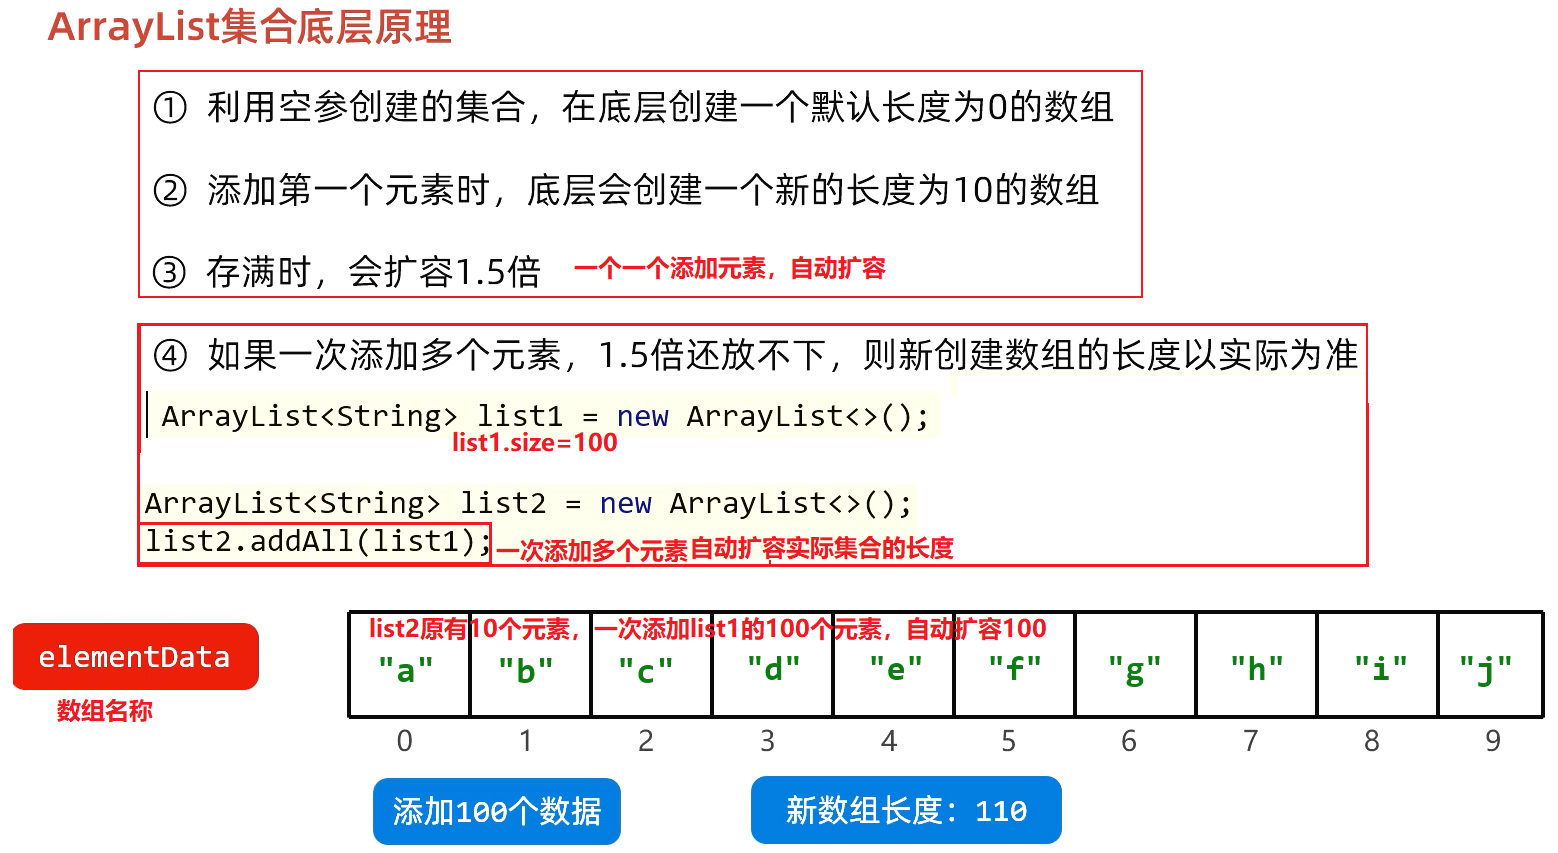 ArrayList集合底层原理
① 利用空参创建的集合，在底层创建一个默认长度为0的数组
② 添加第一个元素时，底层会创建一个新的长度为10的数组
③ 存满时，会扩容1.5倍 一个一个添加元素，自动扩容
④ 如果一次添加多个元素，1.5倍还放不下，则新创建数组的长度以实际为准
ArrayList<String> list1 = new ArrayList<>();
list1.size=100
ArrayList<String> list2 = new ArrayList<>();
list2.addAll(list1); 一次添加多个元素自动扩容实际集合的长度
list2原有10个元素，一次添加list1的100个元素，自动扩容100
elementData "a" "b" "c" "d" "e" "f" "g" "h" "i" "j"
数组名称
0 1 2 3 4 5 6 7 8 9
添加100个数据 新数组长度：110